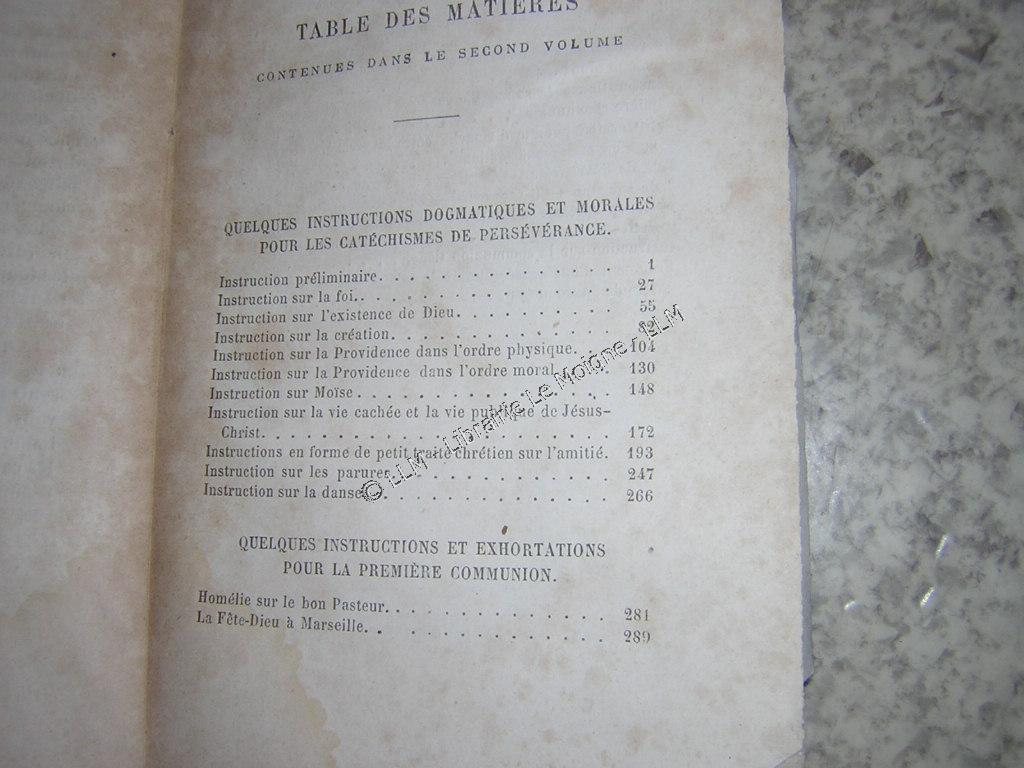 TABLE DES MATIÈRES
CONTENUES DANS LE SECOND VOLUME
QUELQUES INSTRUCTIONS DOGMATIQUES ET MORALES
POUR LES CATÉCHISMES DE PERSÉVÉRANCE.
Instruction préliminaire. . . . . . . . . . . . . . . 1
Instruction sur la foi. . . . . . . . . . . . . . . . 27
Instruction sur l'existence de Dieu. . . . . . . . . . 55
Instruction sur la création. . . . . . . . . . . . . . 82
Instruction sur la Providence dans l'ordre physique. . . 104
Instruction sur la Providence dans l'ordre moral. . . . 130
Instruction sur Moïse . . . . . . . . . . . . . . . 148
Instruction sur la vie cachée et la vie publique de Jésus-
Christ. . . . . . . . . . . . . . . . . . . . 172
Instructions en forme de petit traité chrétien sur l'amitié. 193
Instruction sur les parures. . . . . . . . . . . . . . 247
Instruction sur la danse. . . . . . . . . . . . . . . 266
QUELQUES INSTRUCTIONS ET EXHORTATIONS
POUR LA PREMIÈRE COMMUNION.
Homélie sur le bon Pasteur. . . . . . . . . . . . . . 281
La Fête-Dieu à Marseille. . . . . . . . . . . . . . . 289
© LLM - Librairie Le Moigne / LLM